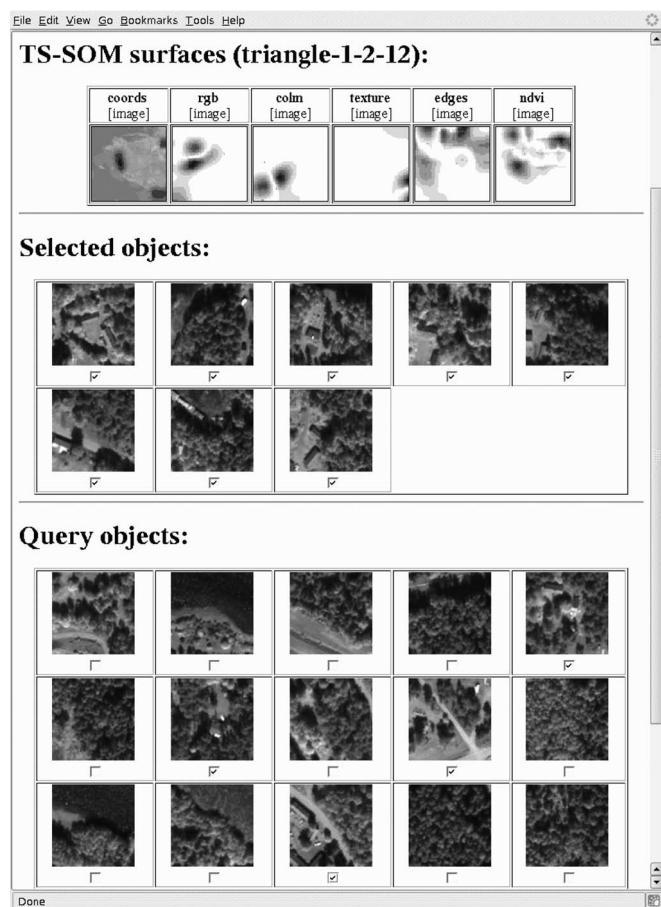 File Edit View Go Bookmarks Tools Help
TS-SOM surfaces (triangle-1-2-12):
coords rgb colm texture edges ndvi
[image] [image] [image] [image] [image] [image]
Selected objects:
Query objects:
Done